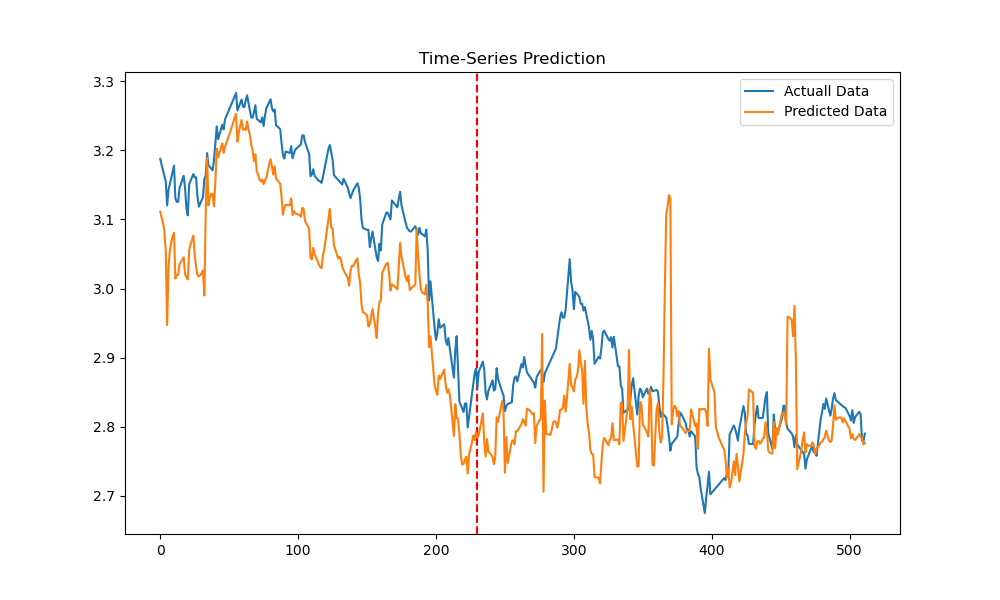 Time-Series Prediction
Actuall Data
Predicted Data
3.3
3.2
3.1
3.0
2.9
2.8
2.7
0 100 200 300 400 500